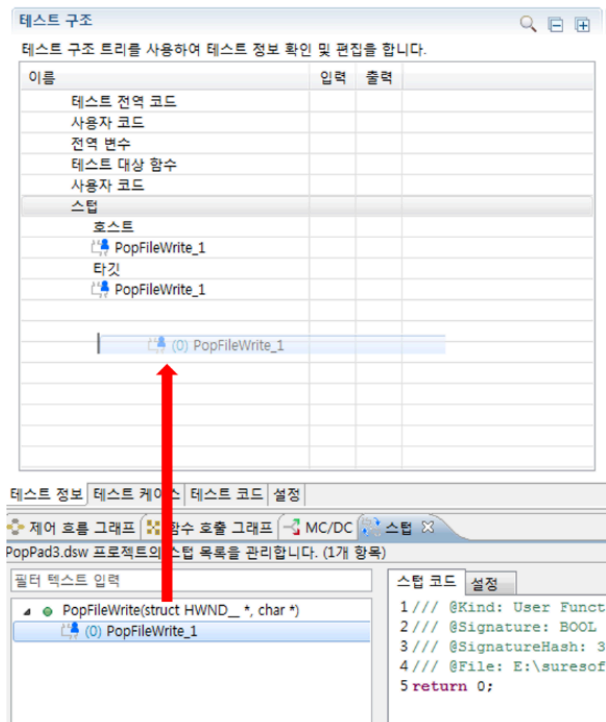 테스트 구조
테스트 구조 트리를 사용하여 테스트 정보 확인 및 편집을 합니다.
이름 입력 출력
테스트 전역 코드
사용자 코드
전역 변수
테스트 대상 함수
사용자 코드
스텁
호스트
PopFileWrite_1
타깃
PopFileWrite_1
(0) PopFileWrite_1
테스트 정보 테스트 케이스 테스트 코드 설정
제어 흐름 그래프 함수 호출 그래프 MC/DC 스텁
PopPad3.dsw 프로젝트의 스텁 목록을 관리합니다. (1개 항목)
필터 텍스트 입력
스텁 코드 설정
PopFileWrite(struct HWND__ *, char *)
(0) PopFileWrite_1
1 /// @Kind: User Funct
2 /// @Signature: BOOL
3 /// @SignatureHash: 3
4 /// @File: E:\suresof
5 return 0;